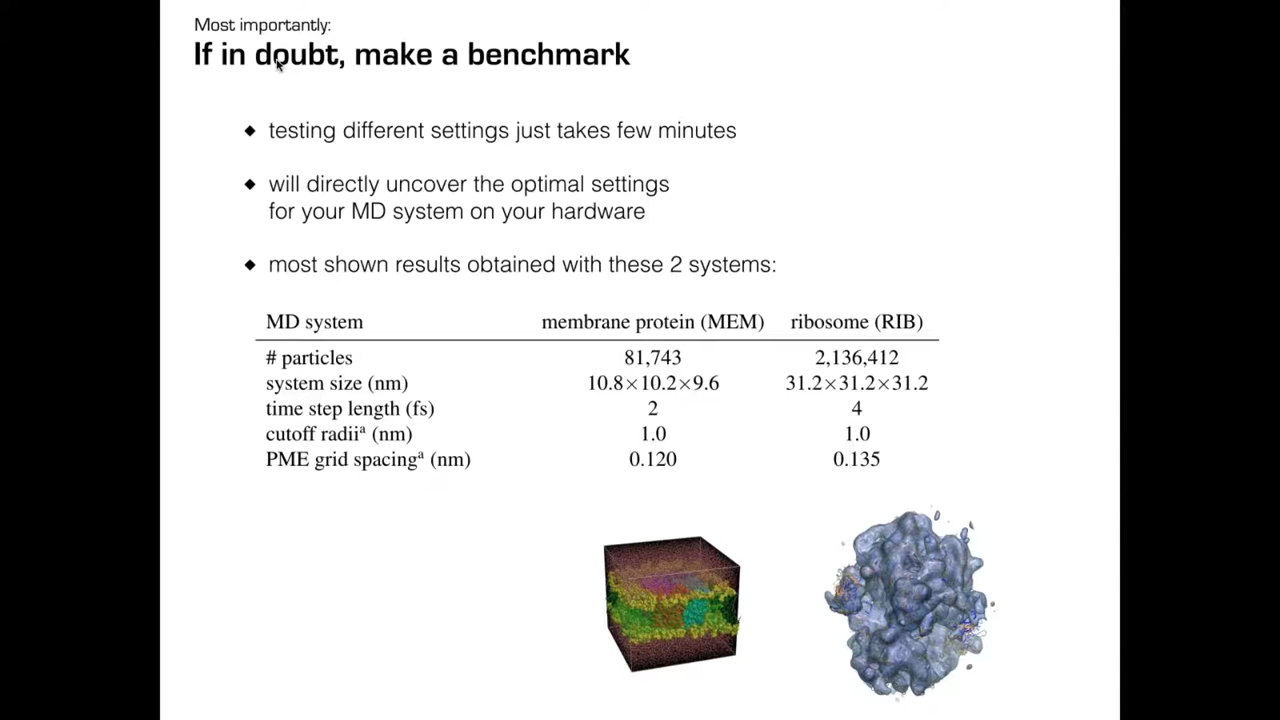 Most importantly:
If in doubt, make a benchmark
◆ testing different settings just takes few minutes
◆ will directly uncover the optimal settings
for your MD system on your hardware
◆ most shown results obtained with these 2 systems:
MD system membrane protein (MEM) ribosome (RIB)
# particles 81,743 2,136,412
system size (nm) 10.8×10.2×9.6 31.2×31.2×31.2
time step length (fs) 2 4
cutoff radiiᵃ (nm) 1.0 1.0
PME grid spacingᵃ (nm) 0.120 0.135